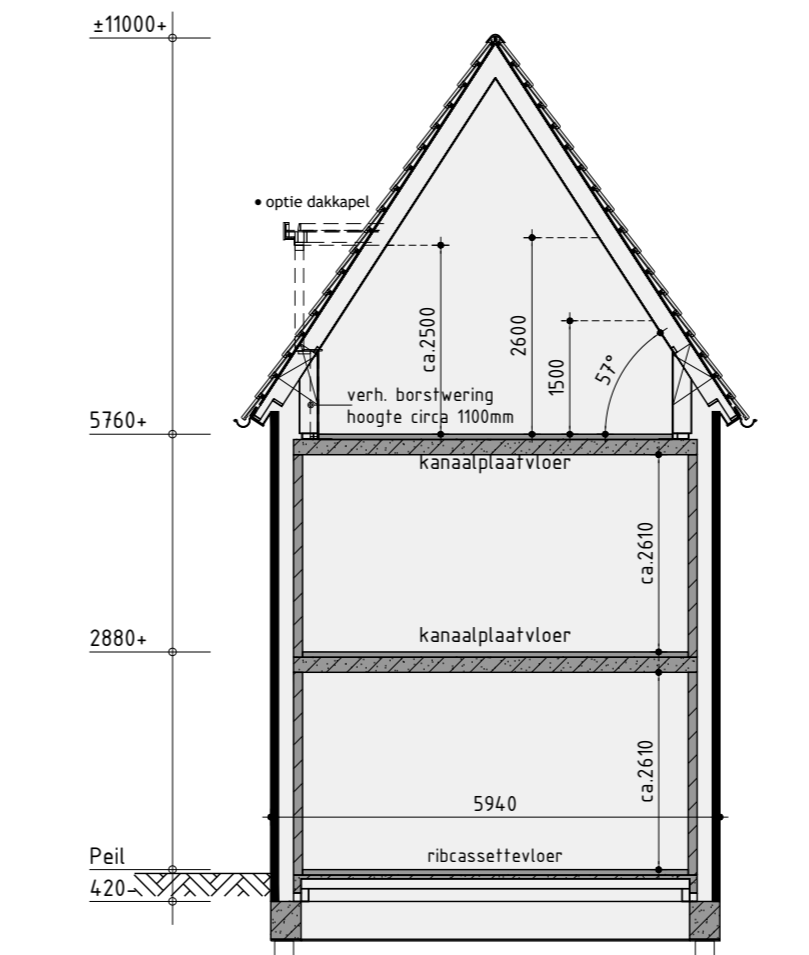 ±11000+
• optie dakkapel
ca.2500
2600
1500
57°
verh. borstwering
hoogte circa 1100mm
5760+
kanaalplaatvloer
ca.2610
2880+
kanaalplaatvloer
ca.2610
5940
Peil
ribcassettevloer
420-